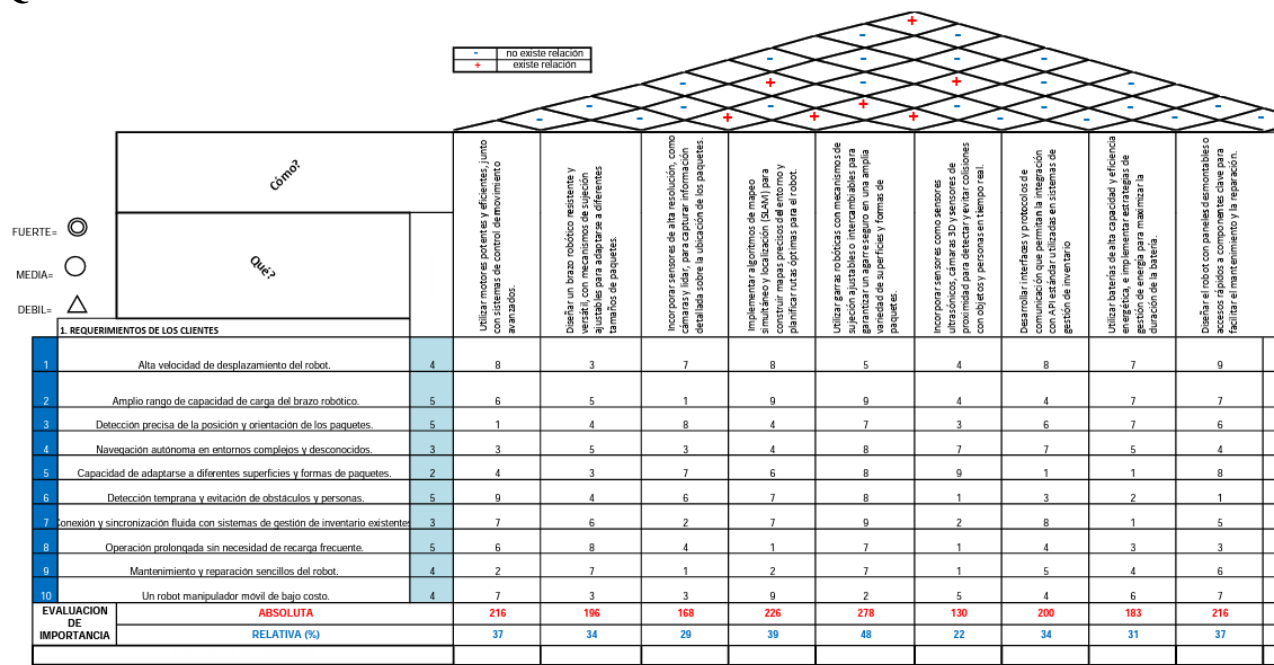 - no existe relación
+ existe relación
+
-
-
- -
- -
- + + -
- - + - - -
- - + + + - - - -
Cómo?
Qué?
FUERTE=
MEDIA=
DEBIL=
Utilizar motores potentes y eficientes, junto
con sistemas de control de movimiento
avanzados.
Diseñar un brazo robótico resistente y
versátil, con mecanismos de sujeción
ajustables para adaptarse a diferentes
tamaños de paquetes.
Incorporar sensores de alta resolución, como
cámaras y lidar, para capturar información
detallada sobre la ubicación de los paquetes.
Implementar algoritmos de mapeo
simultáneo y localización (SLAM) para
construir mapas precisos del entorno y
planificar rutas óptimas para el robot.
Utilizar garras robóticas con mecanismos de
sujeción ajustables o intercambiables para
garantizar un agarre seguro en una amplia
variedad de superficies y formas de
paquetes.
Incorporar sensores como sensores
ultrasónicos, cámaras 3D y sensores de
proximidad para detectar y evitar colisiones
con objetos y personas en tiempo real.
Desarrollar interfaces y protocolos de
comunicación que permitan la integración
con API estándar utilizadas en sistemas de
gestión de inventario
Utilizar baterías de alta capacidad y eficiencia
energética, e implementar estrategias de
gestión de energía para maximizar la
duración de la batería.
Diseñar el robot con paneles desmontables o
accesos rápidos a componentes clave para
facilitar el mantenimiento y la reparación.
1. REQUERIMIENTOS DE LOS CLIENTES
1 Alta velocidad de desplazamiento del robot. 4 8 3 7 8 5 4 8 7 9
2 Amplio rango de capacidad de carga del brazo robótico. 5 6 5 1 9 9 4 4 7 7
3 Detección precisa de la posición y orientación de los paquetes. 5 1 4 8 4 7 3 6 7 6
4 Navegación autónoma en entornos complejos y desconocidos. 3 3 5 3 4 8 7 7 5 4
5 Capacidad de adaptarse a diferentes superficies y formas de paquetes. 2 4 3 7 6 8 9 1 1 8
6 Detección temprana y evitación de obstáculos y personas. 5 9 4 6 7 8 1 3 2 1
7 Conexión y sincronización fluida con sistemas de gestión de inventario existentes 3 7 6 2 7 9 2 8 1 5
8 Operación prolongada sin necesidad de recarga frecuente. 5 6 8 4 1 7 1 4 3 3
9 Mantenimiento y reparación sencillos del robot. 4 2 7 1 2 7 1 5 4 6
10 Un robot manipulador móvil de bajo costo. 4 7 3 3 9 2 5 4 6 7
EVALUACION DE IMPORTANCIA
ABSOLUTA 216 196 168 226 278 130 200 183 216
RELATIVA (%) 37 34 29 39 48 22 34 31 37